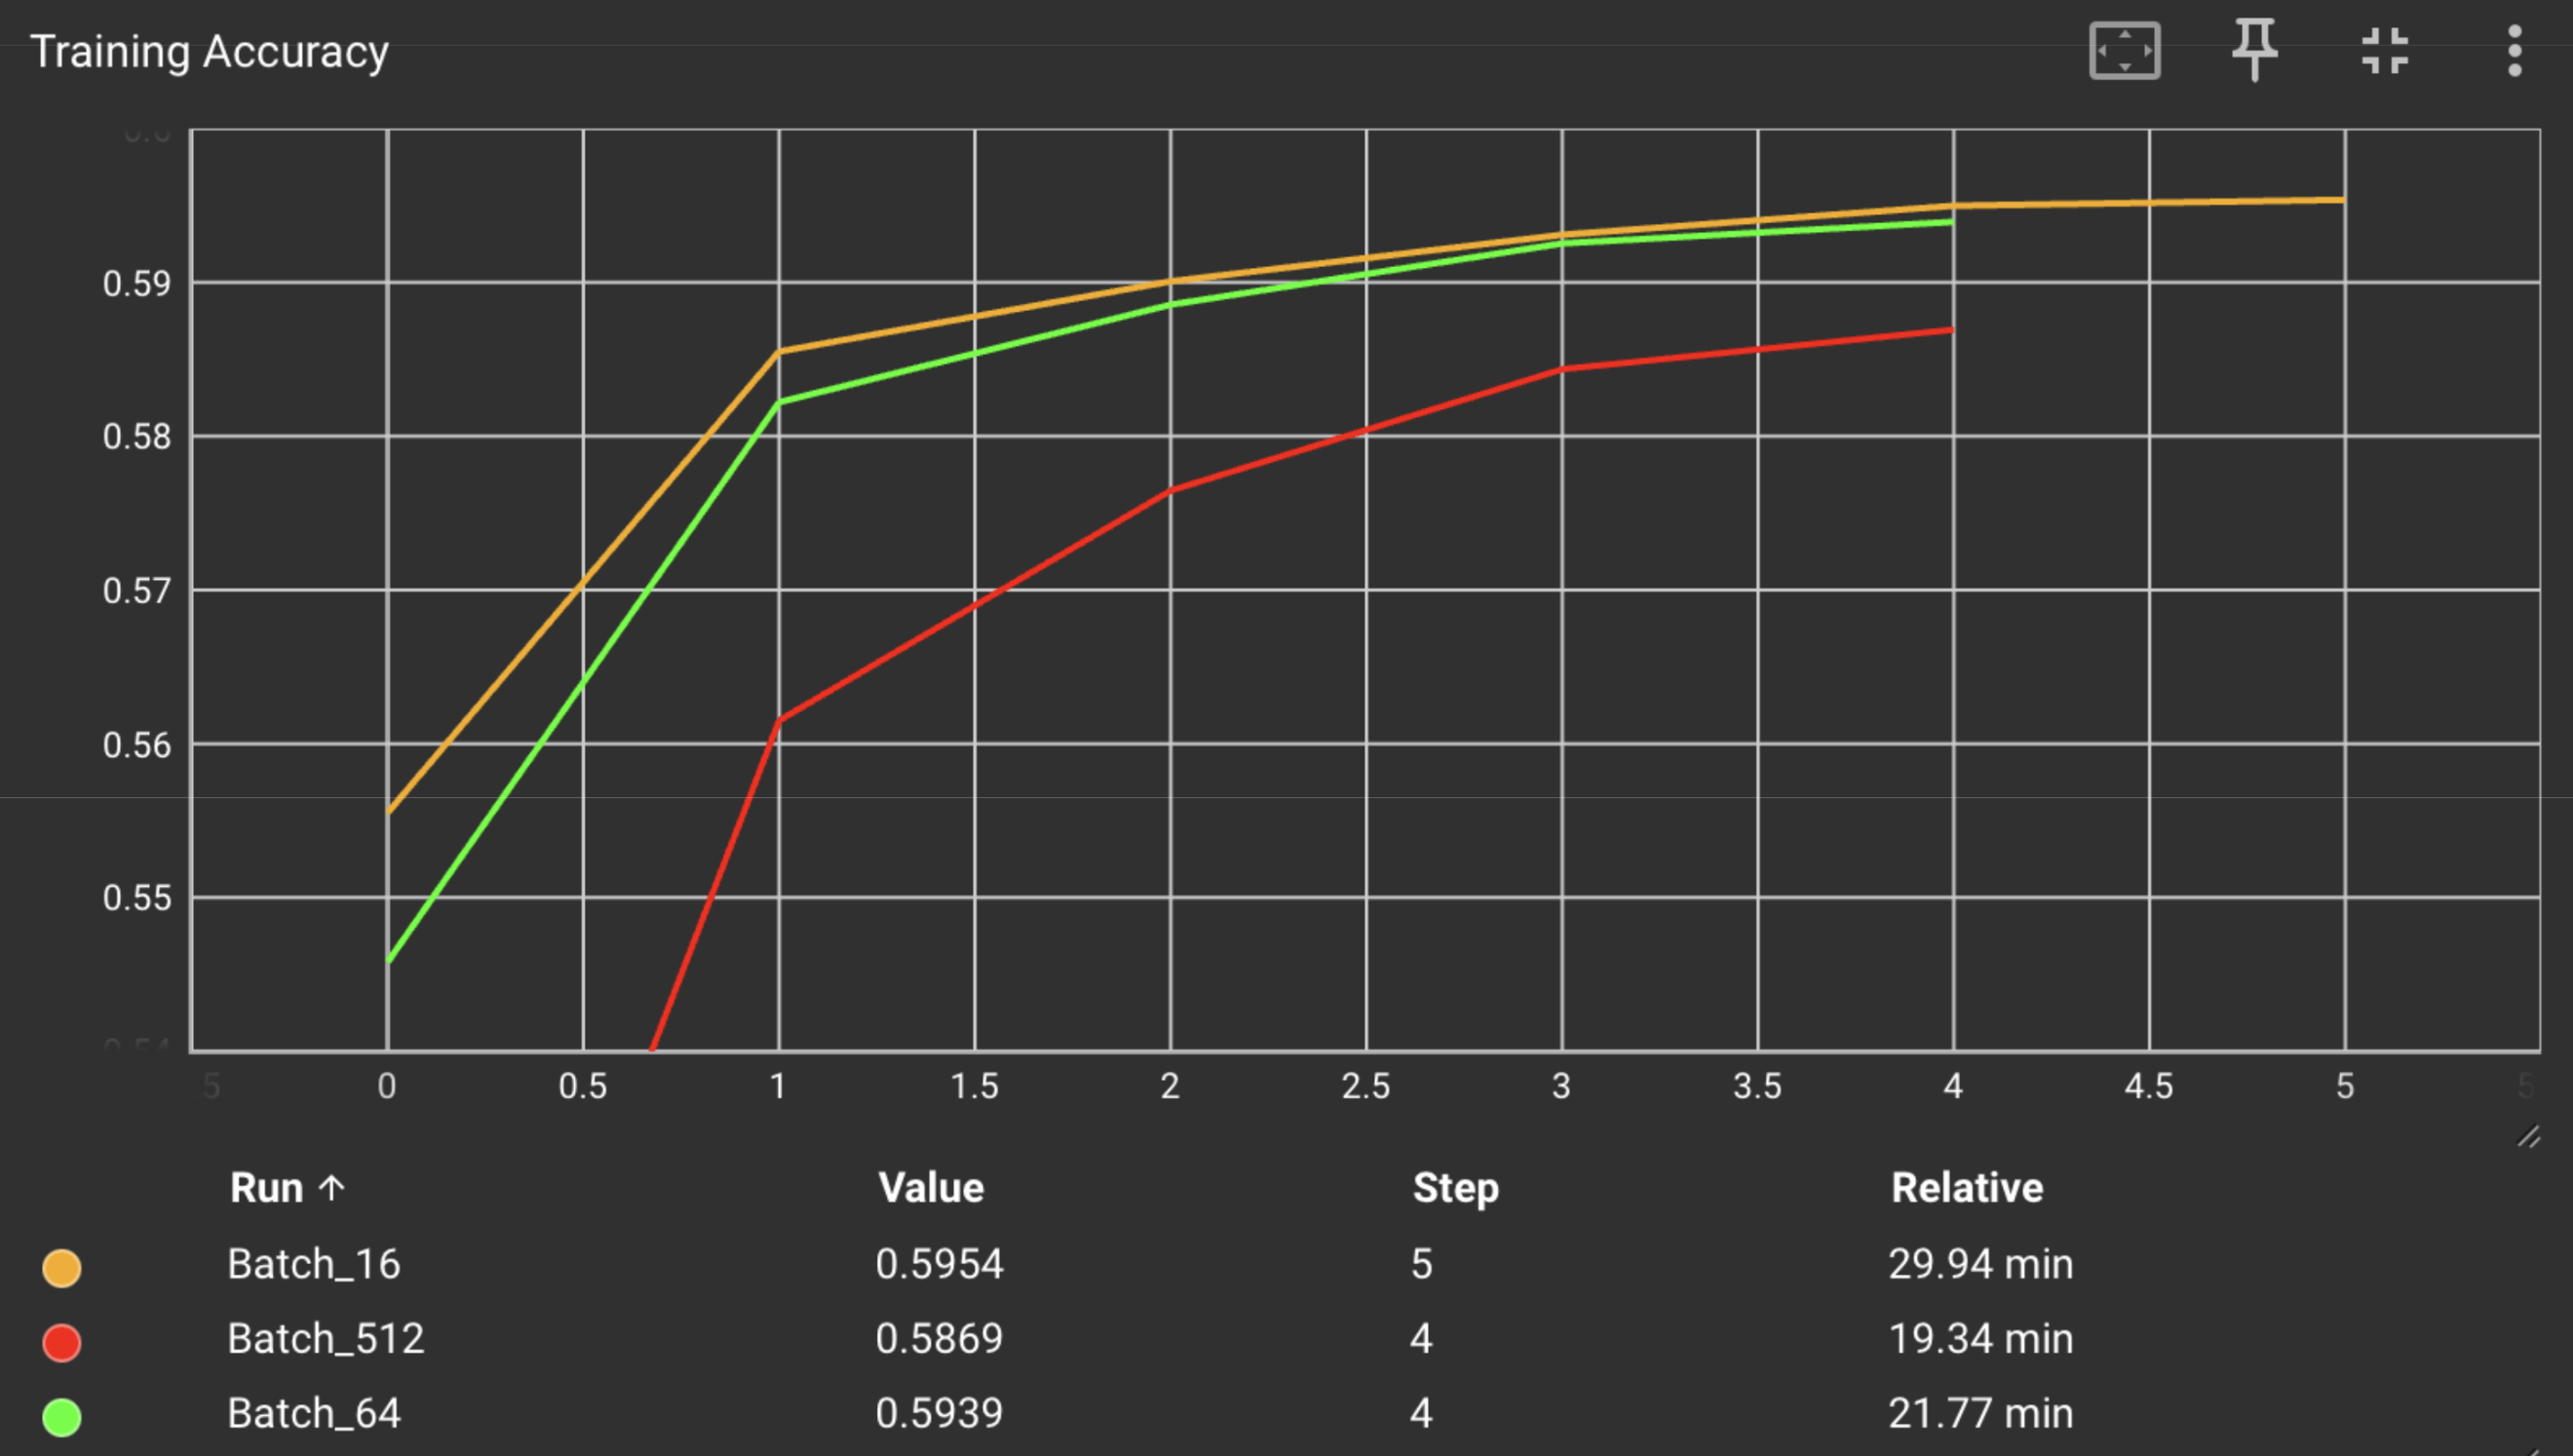 Training Accuracy
0.59
0.58
0.57
0.56
0.55
0 0.5 1 1.5 2 2.5 3 3.5 4 4.5 5
Run ↑ Value Step Relative
Batch_16 0.5954 5 29.94 min
Batch_512 0.5869 4 19.34 min
Batch_64 0.5939 4 21.77 min